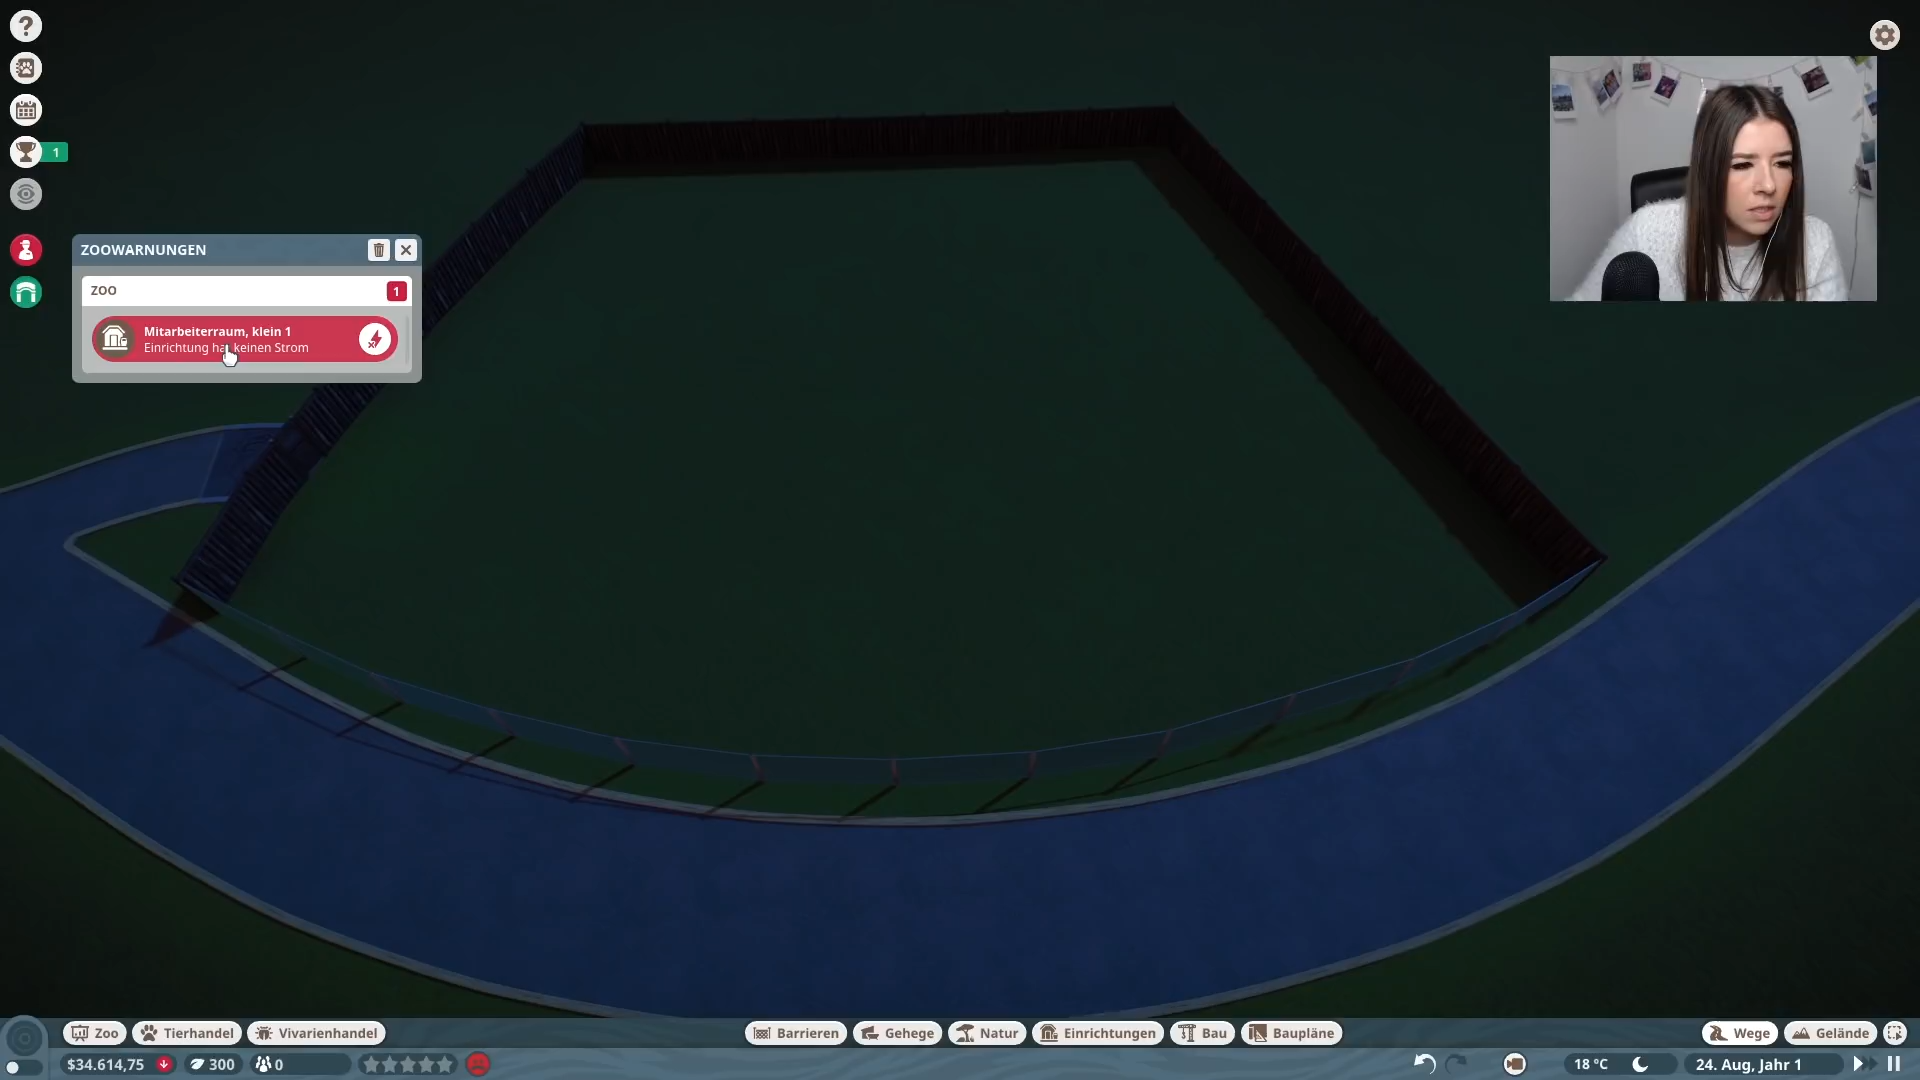 ?
1
ZOOWARNUNGEN
ZOO
1
Mitarbeiterraum, klein 1
Einrichtung hat keinen Strom
Zoo
Tierhandel
Vivarienhandel
Barrieren
Gehege
Natur
Einrichtungen
Bau
Baupläne
Wege
Gelände
$34.614,75
300
0
18 °C
24. Aug, Jahr 1